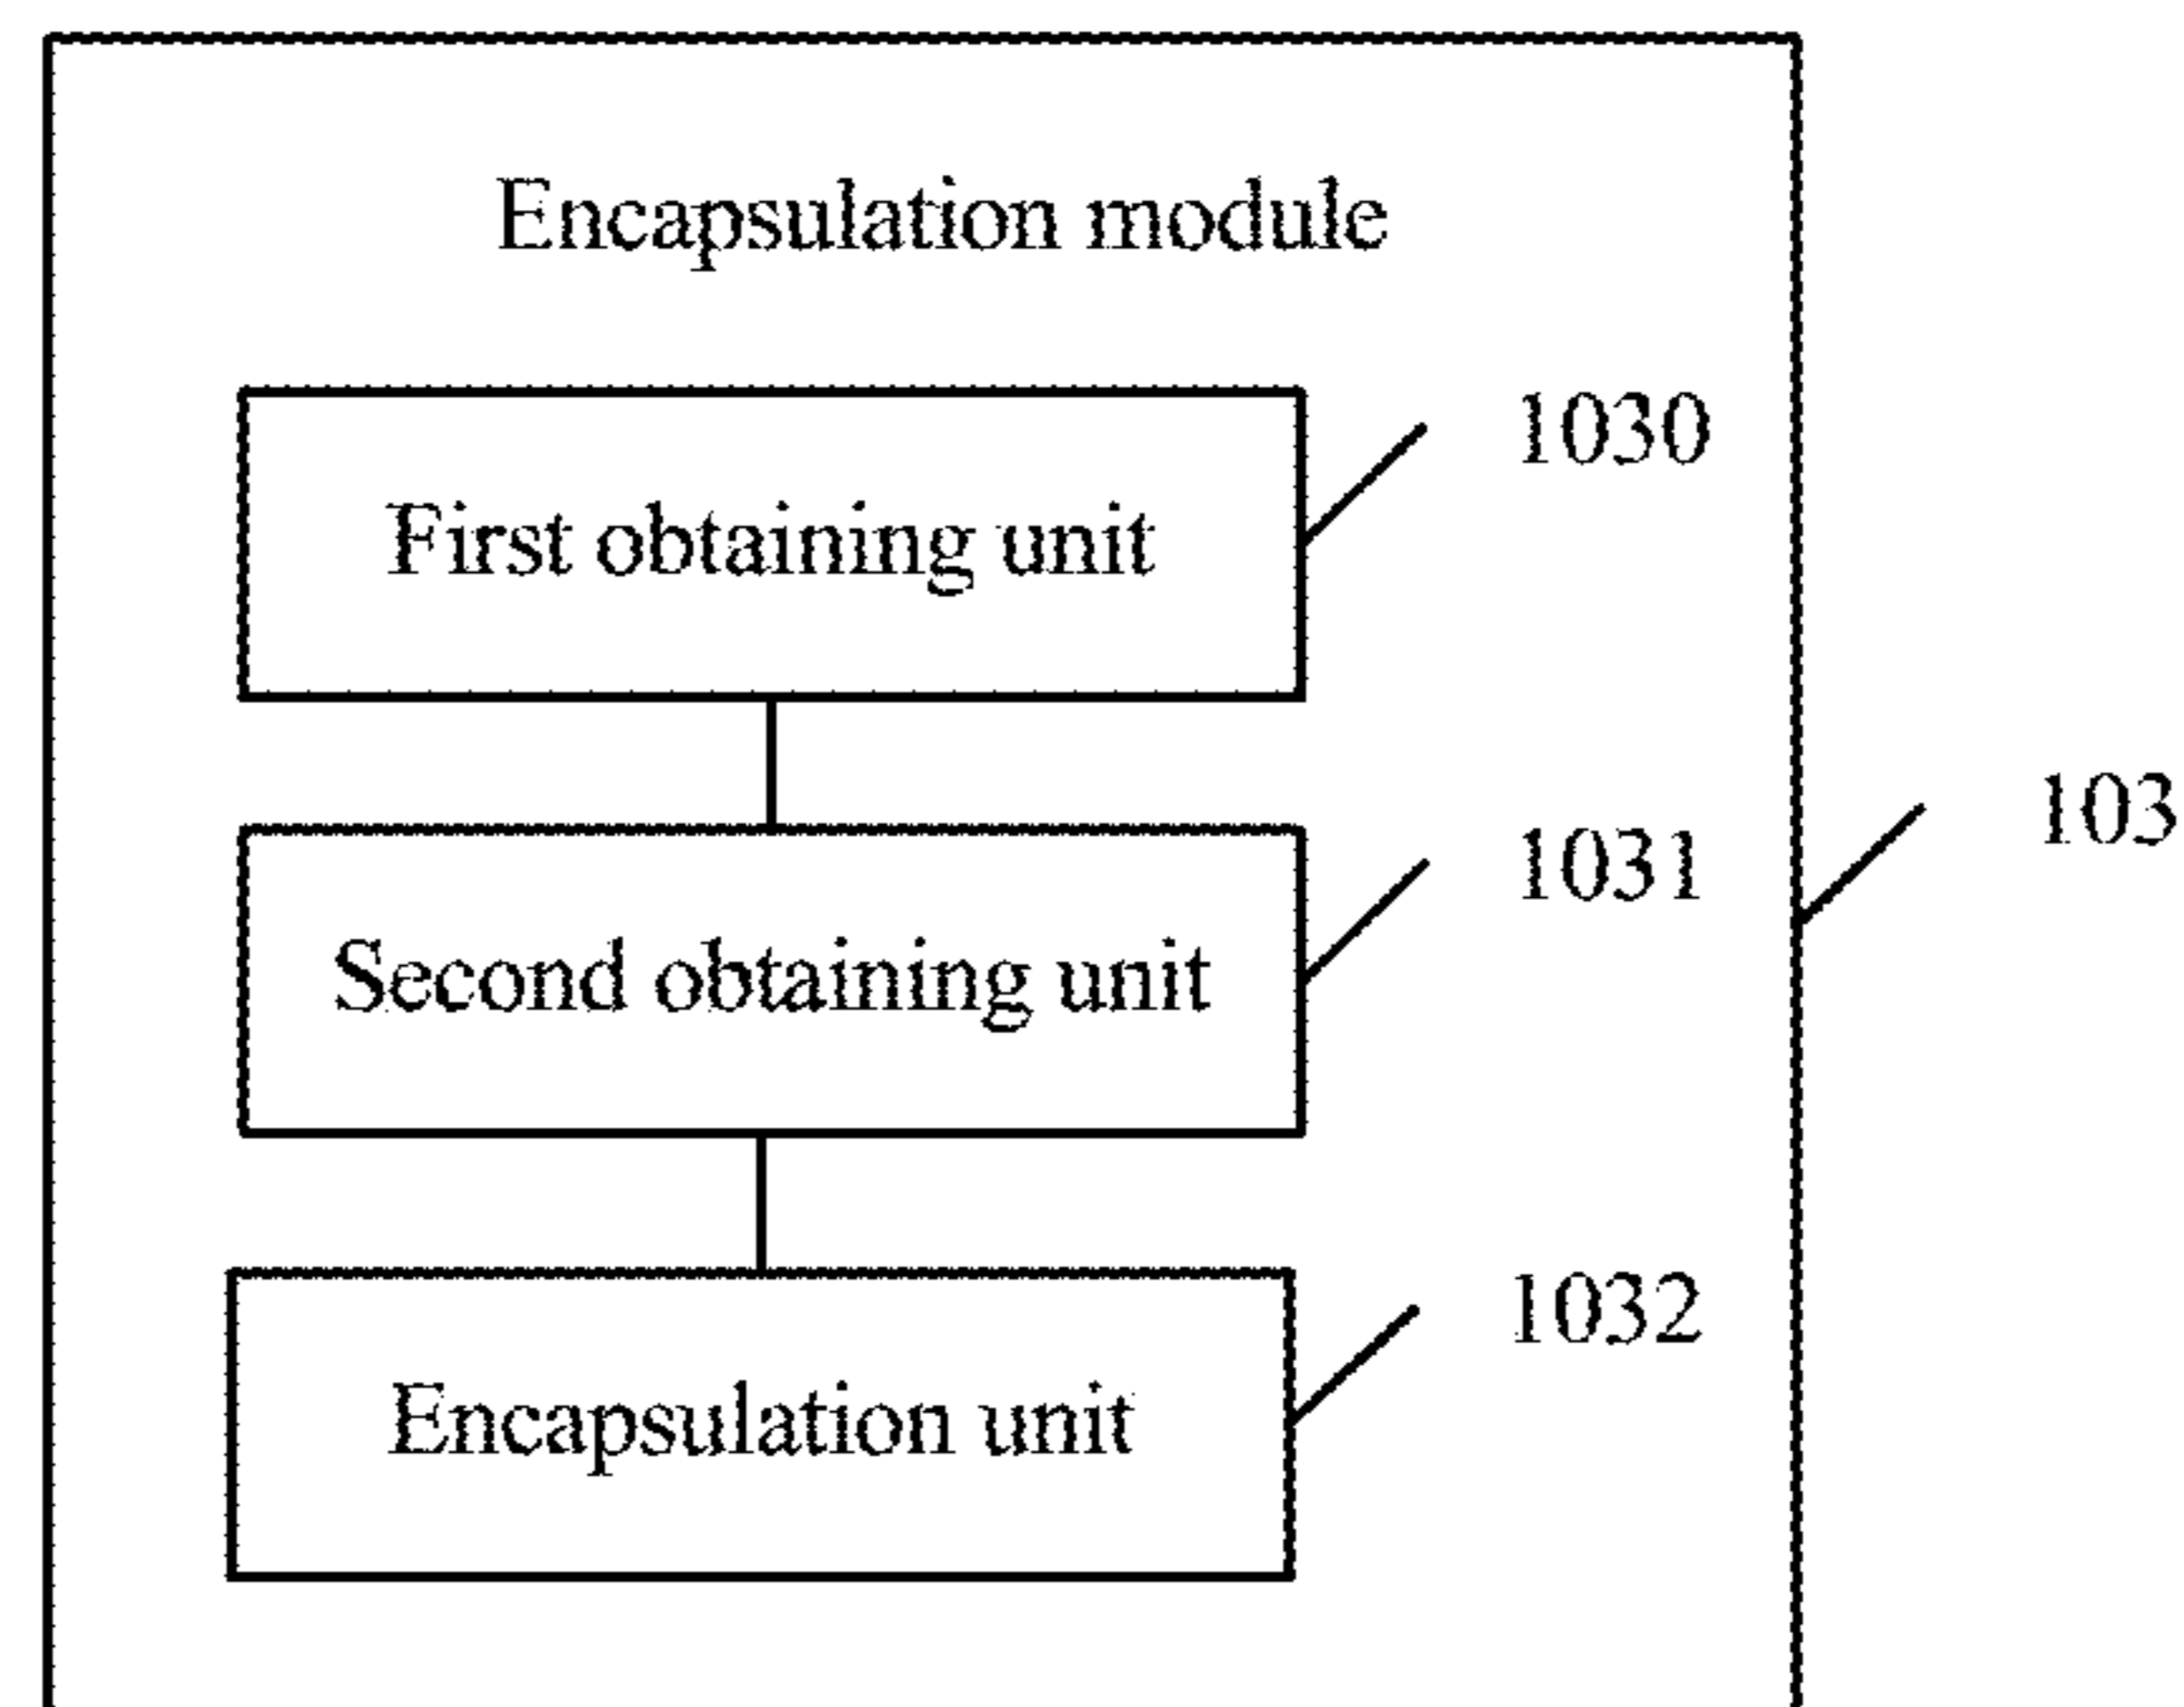 Encapsulation module
1030
First obtaining unit
103
1031
Second obtaining unit
1032
Encapsulation unit